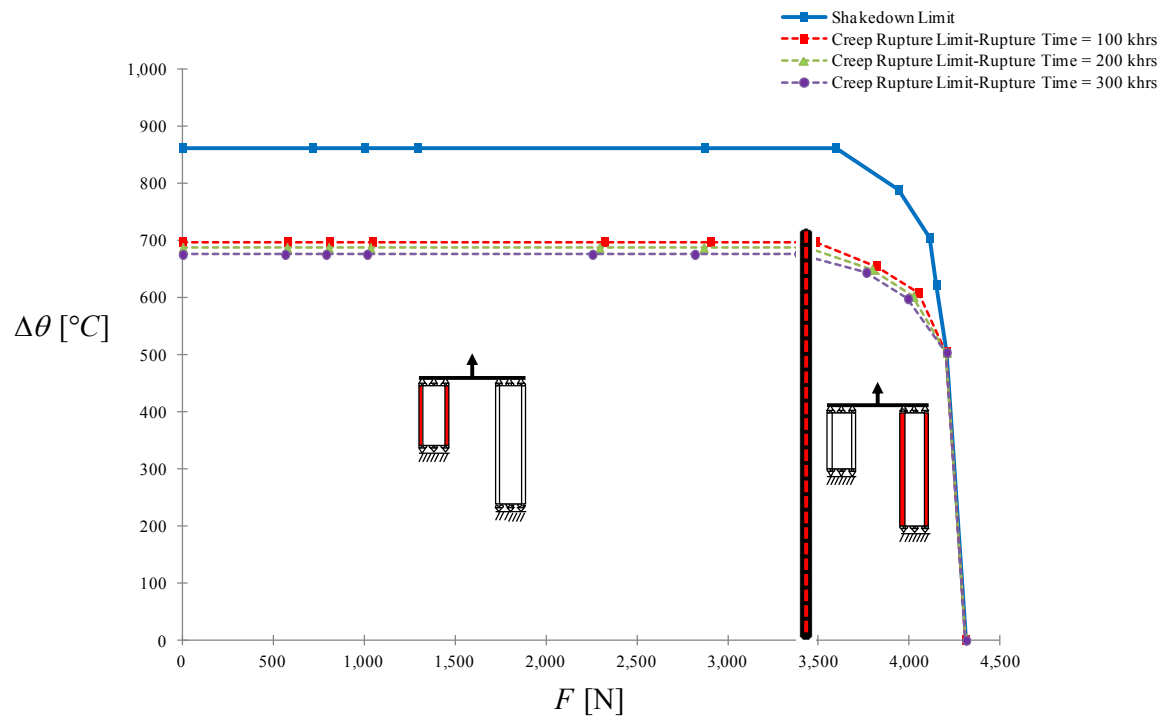 Shakedown Limit
Creep Rupture Limit-Rupture Time = 100 khrs
Creep Rupture Limit-Rupture Time = 200 khrs
Creep Rupture Limit-Rupture Time = 300 khrs
1,000
900
800
700
600
500
400
300
200
100
0
Δθ [°C]
0 500 1,000 1,500 2,000 2,500 3,000 3,500 4,000 4,500
F [N]